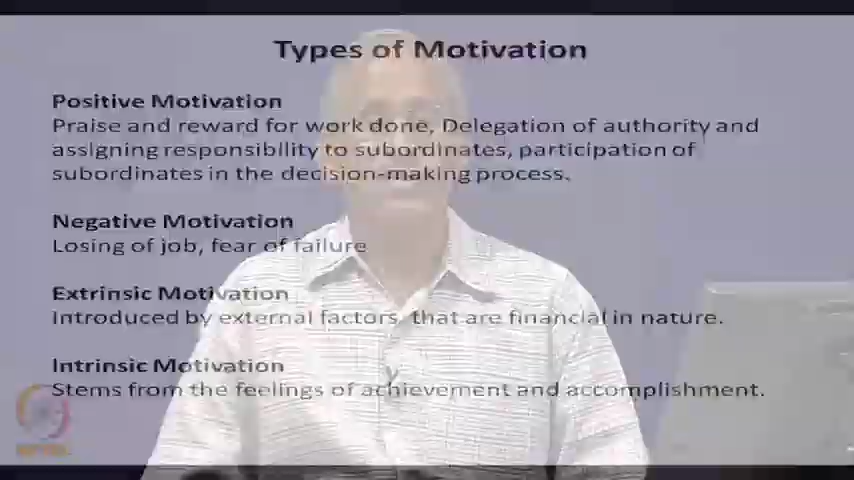 Types of Motivation
Positive Motivation
Praise and reward for work done, Delegation of authority and
assigning responsibility to subordinates, participation of
subordinates in the decision-making process.
Negative Motivation
Losing of job, fear of failure
Extrinsic Motivation
Introduced by external factors, that are financial in nature.
Intrinsic Motivation
Stems from the feelings of achievement and accomplishment.